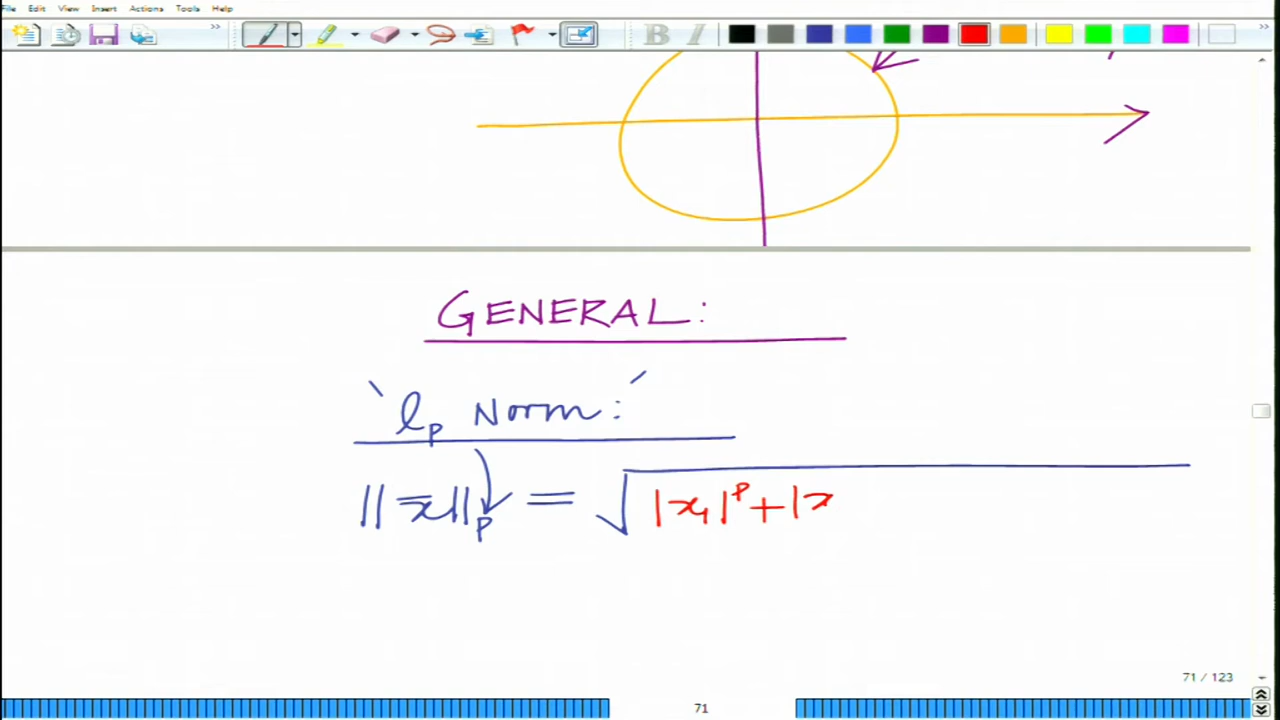 File Edit View Insert Actions Tools Help
B I
GENERAL:
`lₚ Norm:´
||x̄||ₚ = √|x₁|ᵖ+|x
71 / 123
71